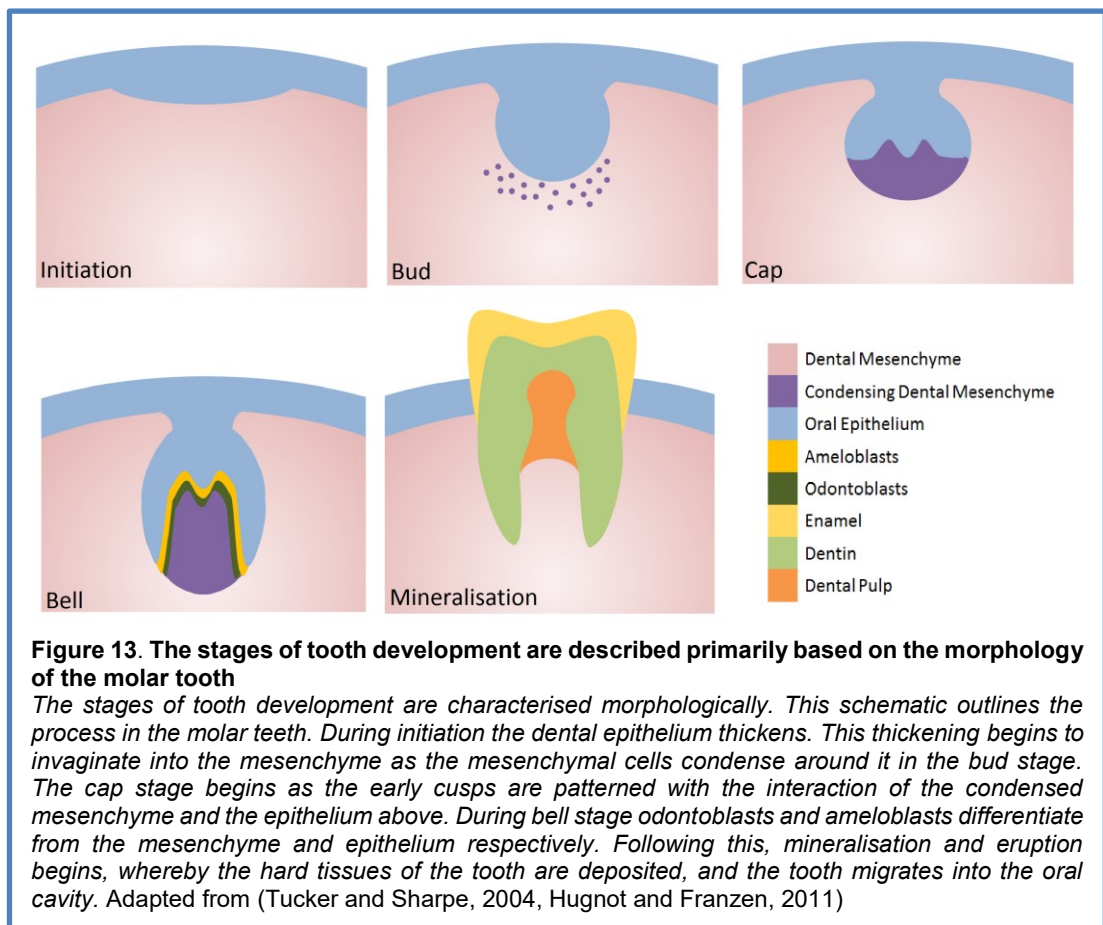 Initiation
Bud
Cap
Bell
Mineralisation
Dental Mesenchyme
Condensing Dental Mesenchyme
Oral Epithelium
Ameloblasts
Odontoblasts
Enamel
Dentin
Dental Pulp
Figure 13. The stages of tooth development are described primarily based on the morphology
of the molar tooth
The stages of tooth development are characterised morphologically. This schematic outlines the
process in the molar teeth. During initiation the dental epithelium thickens. This thickening begins to
invaginate into the mesenchyme as the mesenchymal cells condense around it in the bud stage.
The cap stage begins as the early cusps are patterned with the interaction of the condensed
mesenchyme and the epithelium above. During bell stage odontoblasts and ameloblasts differentiate
from the mesenchyme and epithelium respectively. Following this, mineralisation and eruption
begins, whereby the hard tissues of the tooth are deposited, and the tooth migrates into the oral
cavity. Adapted from (Tucker and Sharpe, 2004, Hugnot and Franzen, 2011)